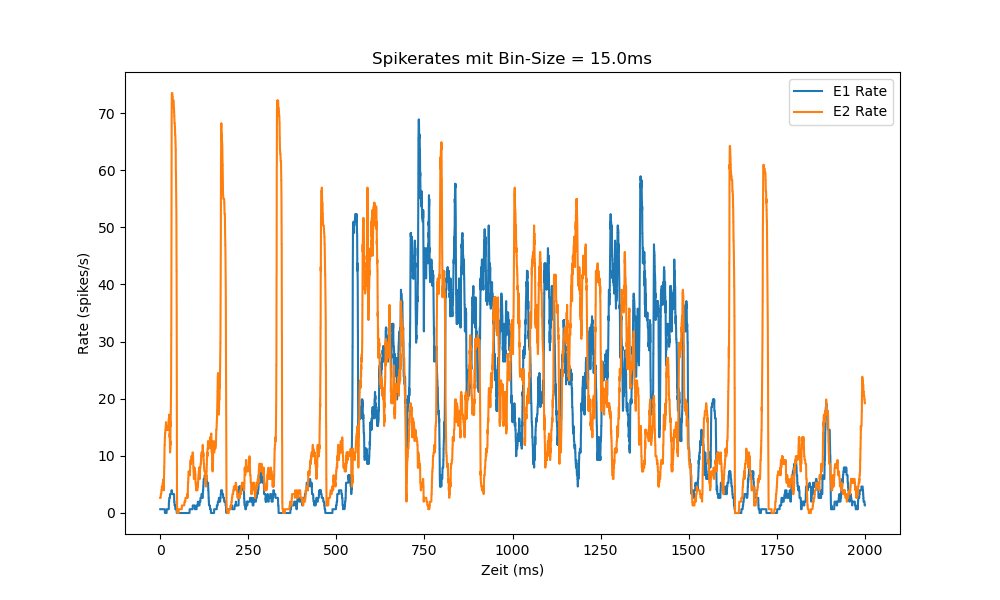 Spikerates mit Bin-Size = 15.0ms
E1 Rate
E2 Rate
Rate (spikes/s)
70
60
50
40
30
20
10
0
0 250 500 750 1000 1250 1500 1750 2000
Zeit (ms)